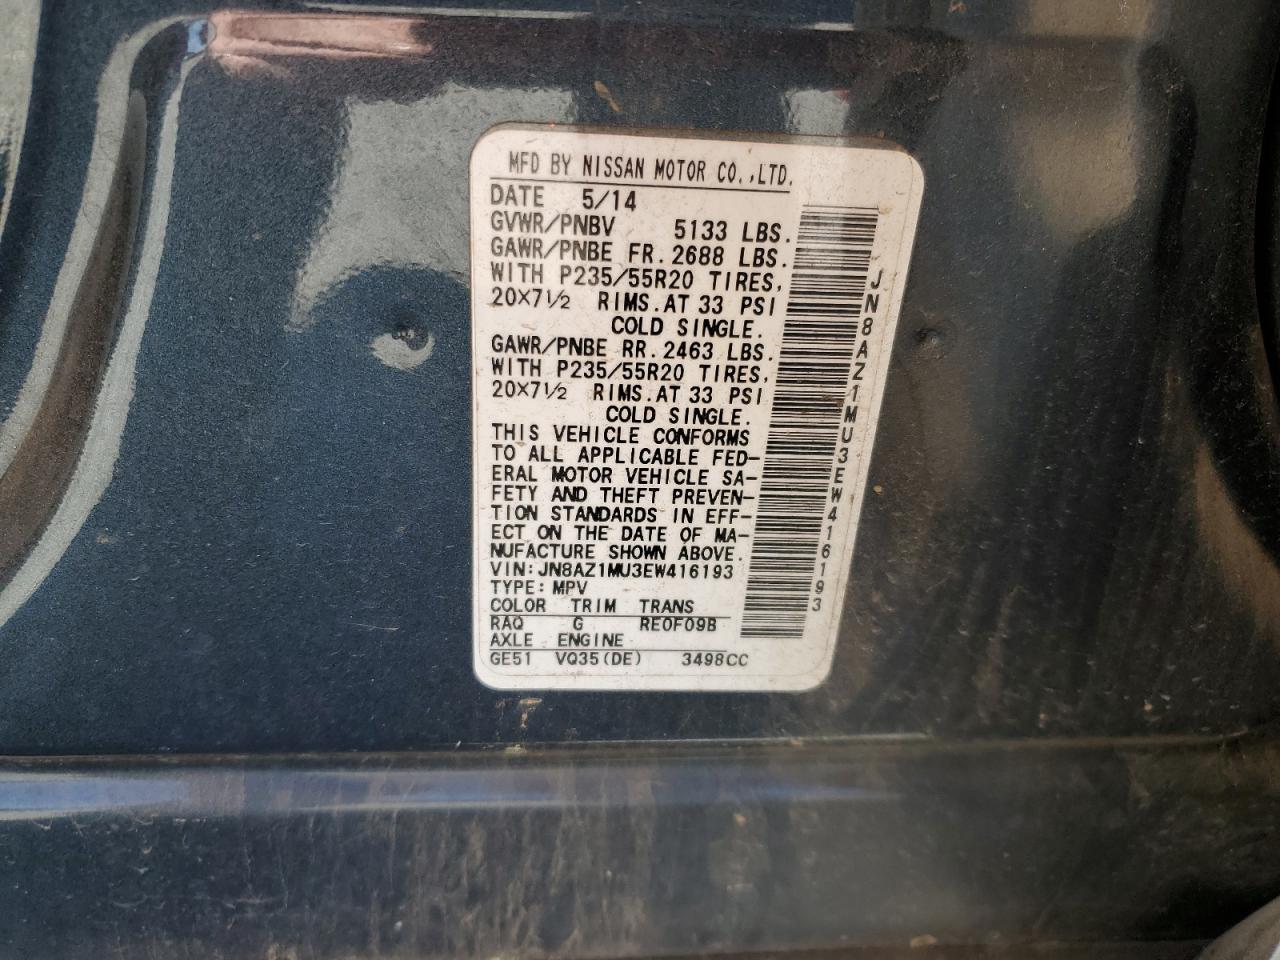 MFD BY NISSAN MOTOR CO.,LTD.
DATE 5/14
GVWR/PNBV 5133 LBS.
GAWR/PNBE FR. 2688 LBS.
WITH P235/55R20 TIRES,
20×7½ RIMS. AT 33 PSI
COLD SINGLE.
GAWR/PNBE RR. 2463 LBS.
WITH P235/55R20 TIRES,
20×7½ RIMS. AT 33 PSI
COLD SINGLE.
THIS VEHICLE CONFORMS
TO ALL APPLICABLE FED-
ERAL MOTOR VEHICLE SA-
FETY AND THEFT PREVEN-
TION STANDARDS IN EFF-
ECT ON THE DATE OF MA-
NUFACTURE SHOWN ABOVE.
VIN: JN8AZ1MU3EW416193
TYPE: MPV
COLOR TRIM TRANS
RAQ G RE0F09B
AXLE ENGINE
GE51 VQ35(DE) 3498CC
JN8AZ1MU3EW416193